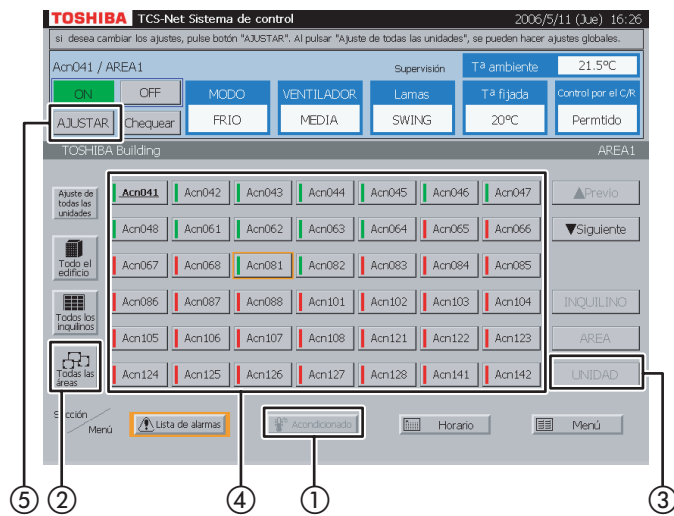 TOSHIBA TCS-Net Sistema de control 2006/5/11 (Jue) 16:26
si desea cambiar los ajustes, pulse botón "AJUSTAR". Al pulsar "Ajuste de todas las unidades", se pueden hacer ajustes globales.
Acn041 / AREA1 Supervisión Tª ambiente 21.5ºC
ON OFF MODO VENTILADOR Lamas Tª fijada Control por el C/R
AJUSTAR Chequear FRIO MEDIA SWING 20ºC Permtido
TOSHIBA Building AREA1
Ajuste de todas las unidades
Acn041 Acn042 Acn043 Acn044 Acn045 Acn046 Acn047 ▲Previo
Acn048 Acn061 Acn062 Acn063 Acn064 Acn065 Acn066 ▼Siguiente
Todo el edificio
Acn067 Acn068 Acn081 Acn082 Acn083 Acn084 Acn085
Todos los inquilinos
Acn086 Acn087 Acn088 Acn101 Acn102 Acn103 Acn104 INQUILINO
Acn105 Acn106 Acn107 Acn108 Acn121 Acn122 Acn123 AREA
Todas las áreas
Acn124 Acn125 Acn126 Acn127 Acn128 Acn141 Acn142 UNIDAD
Menú Lista de alarmas Acondicionado Horario Menú
⑤ ② ④ ① ③